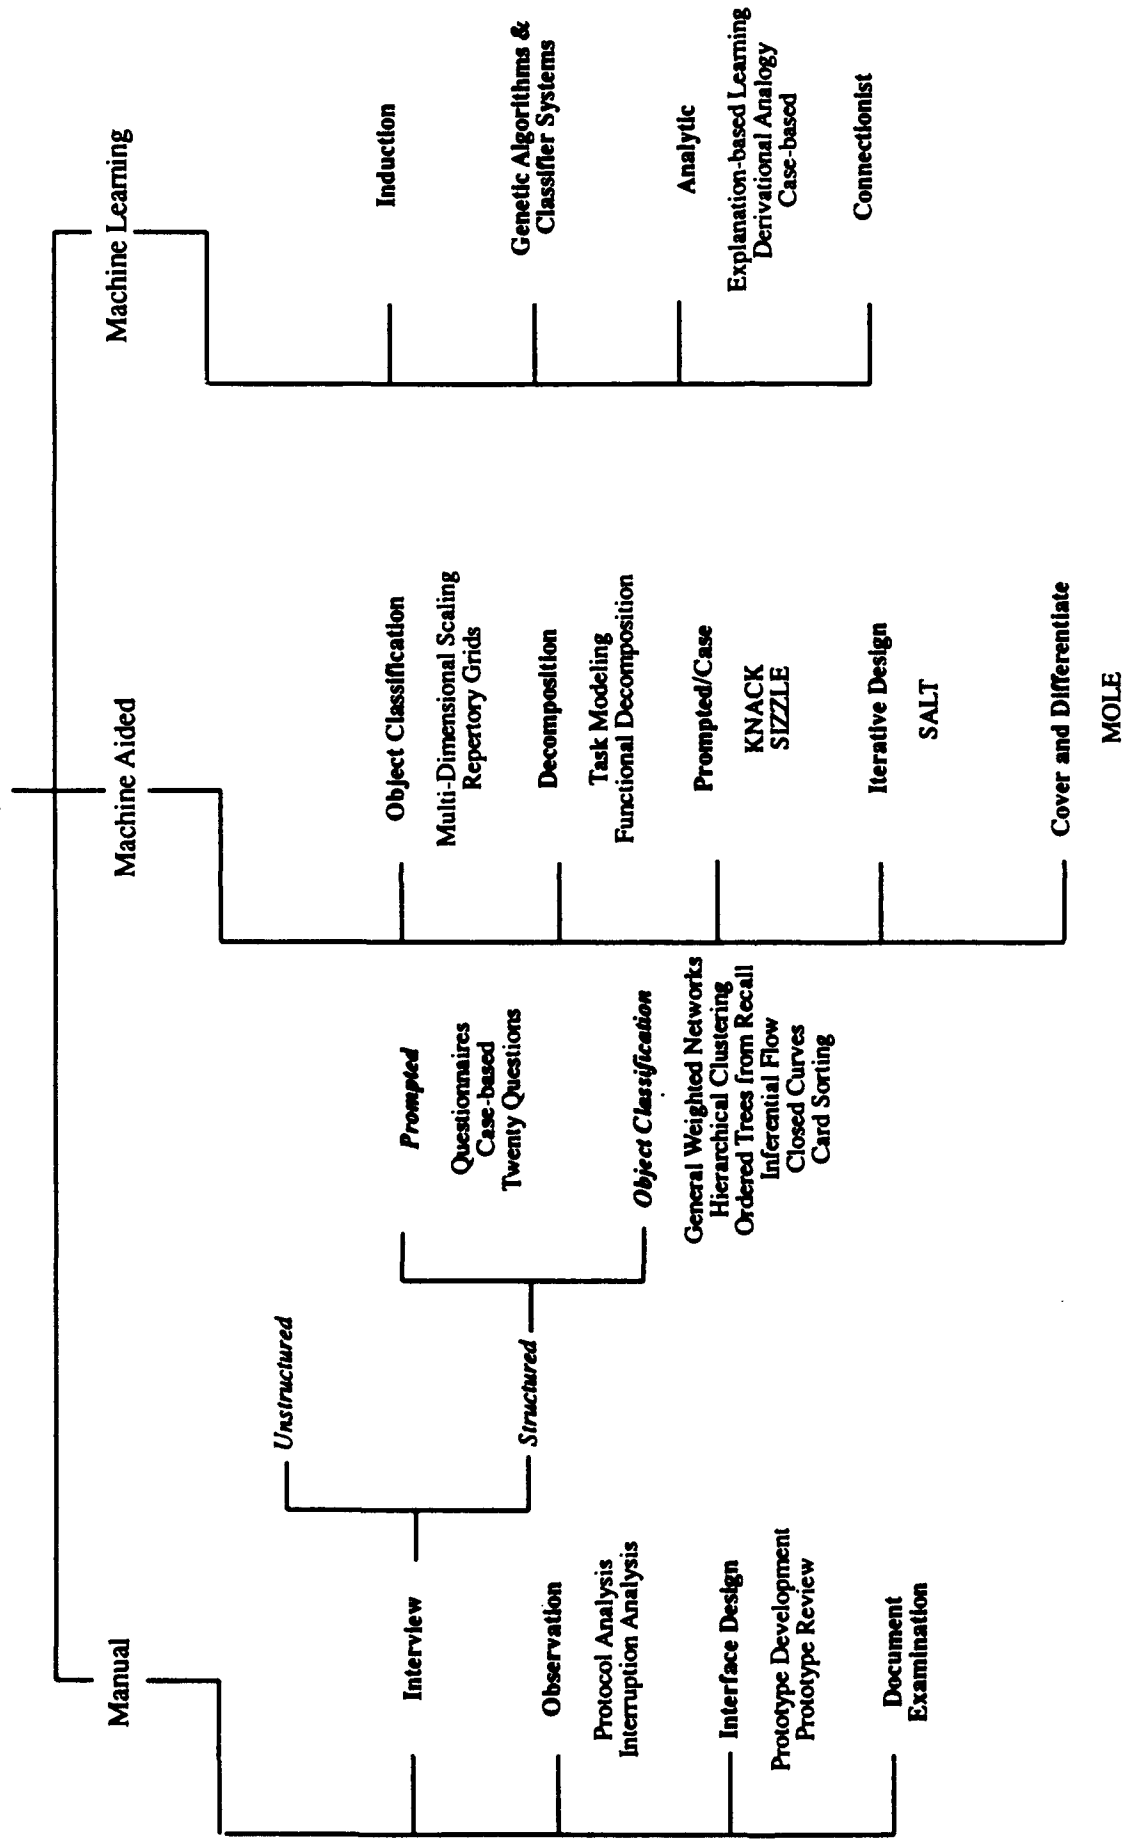 Manual
Interview
Unstructured
Structured
Prompted
Questionnaires
Case-based
Twenty Questions
Object Classification
General Weighted Networks
Hierarchical Clustering
Ordered Trees from Recall
Inferential Flow
Closed Curves
Card Sorting
Observation
Protocol Analysis
Interruption Analysis
Interface Design
Prototype Development
Prototype Review
Document
Examination
Machine Aided
Object Classification
Multi-Dimensional Scaling
Repertory Grids
Decomposition
Task Modeling
Functional Decomposition
Prompted/Case
KNACK
SIZZLE
Iterative Design
SALT
Cover and Differentiate
MOLE
Machine Learning
Induction
Genetic Algorithms &
Classifier Systems
Analytic
Explanation-based Learning
Derivational Analogy
Case-based
Connectionist